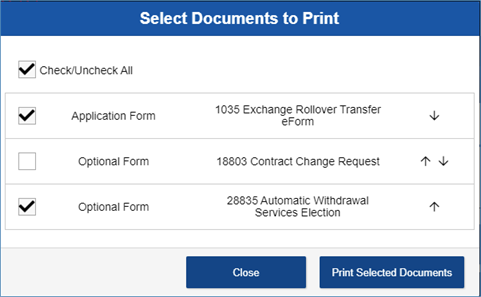 Select Documents to Print
Check/Uncheck All
Application Form
1035 Exchange Rollover Transfer
eForm
Optional Form
18803 Contract Change Request
Optional Form
28835 Automatic Withdrawal
Services Election
Close
Print Selected Documents